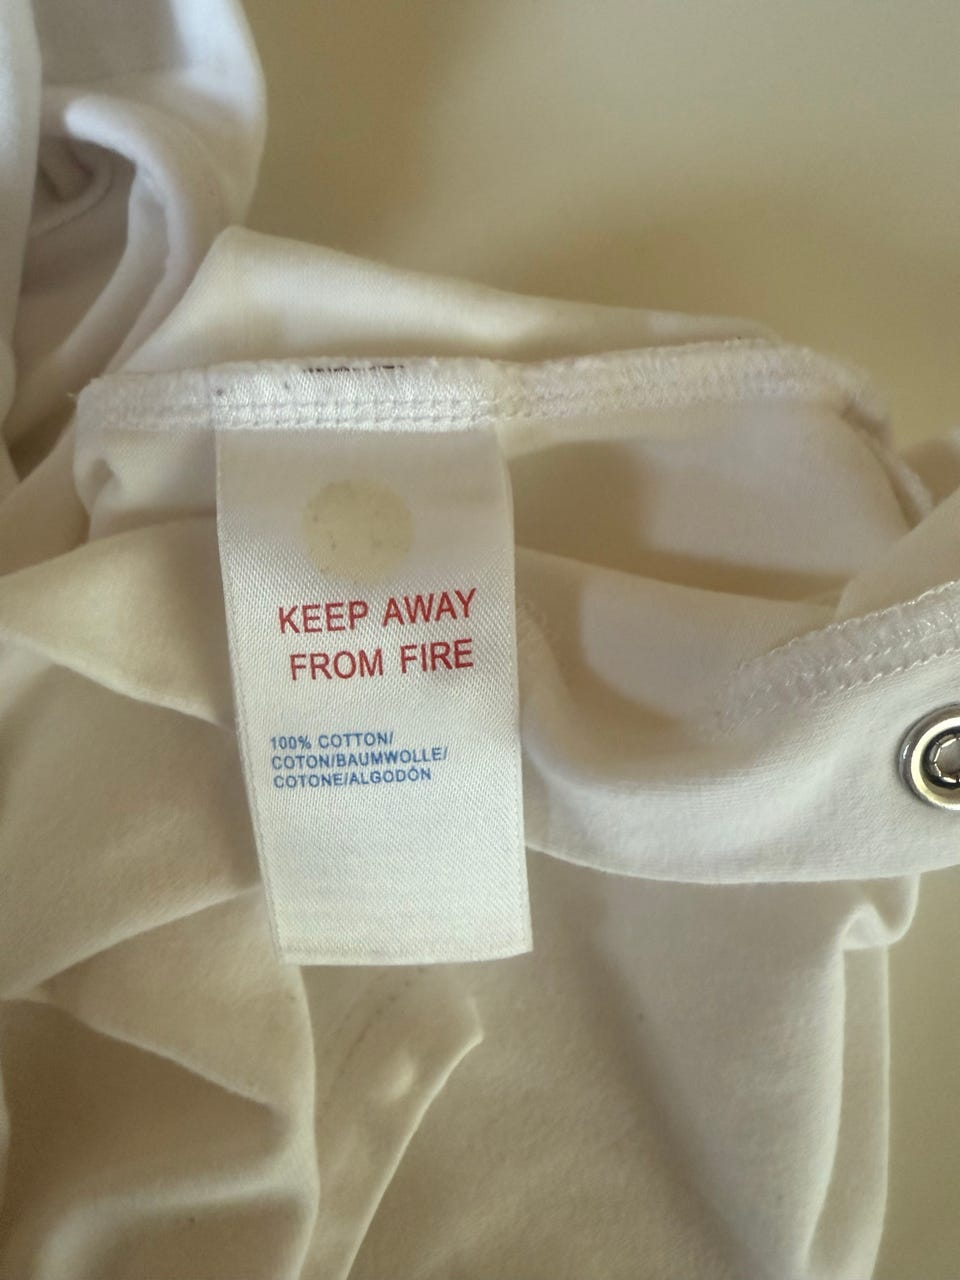 KEEP AWAY
FROM FIRE
100% COTTON/
COTON/BAUMWOLLE/
COTONE/ALGODÓN